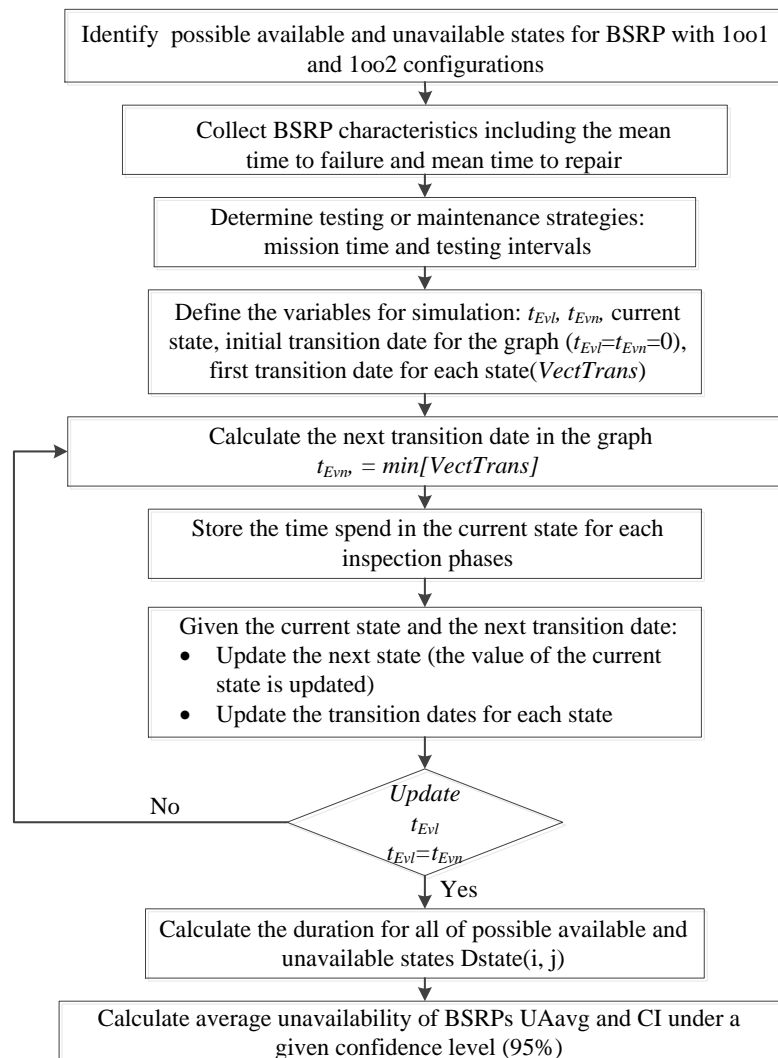 Identify possible available and unavailable states for BSRP with 1oo1
and 1oo2 configurations
Collect BSRP characteristics including the mean
time to failure and mean time to repair
Determine testing or maintenance strategies:
mission time and testing intervals
Define the variables for simulation: tEvl, tEvn, current
state, initial transition date for the graph (tEvl=tEvn=0),
first transition date for each state(VectTrans)
Calculate the next transition date in the graph
tEvn, = min[VectTrans]
Store the time spend in the current state for each
inspection phases
Given the current state and the next transition date:
• Update the next state (the value of the current
state is updated)
• Update the transition dates for each state
No
Update
tEvl
tEvl=tEvn
Yes
Calculate the duration for all of possible available and
unavailable states Dstate(i, j)
Calculate average unavailability of BSRPs UAavg and CI under a
given confidence level (95%)